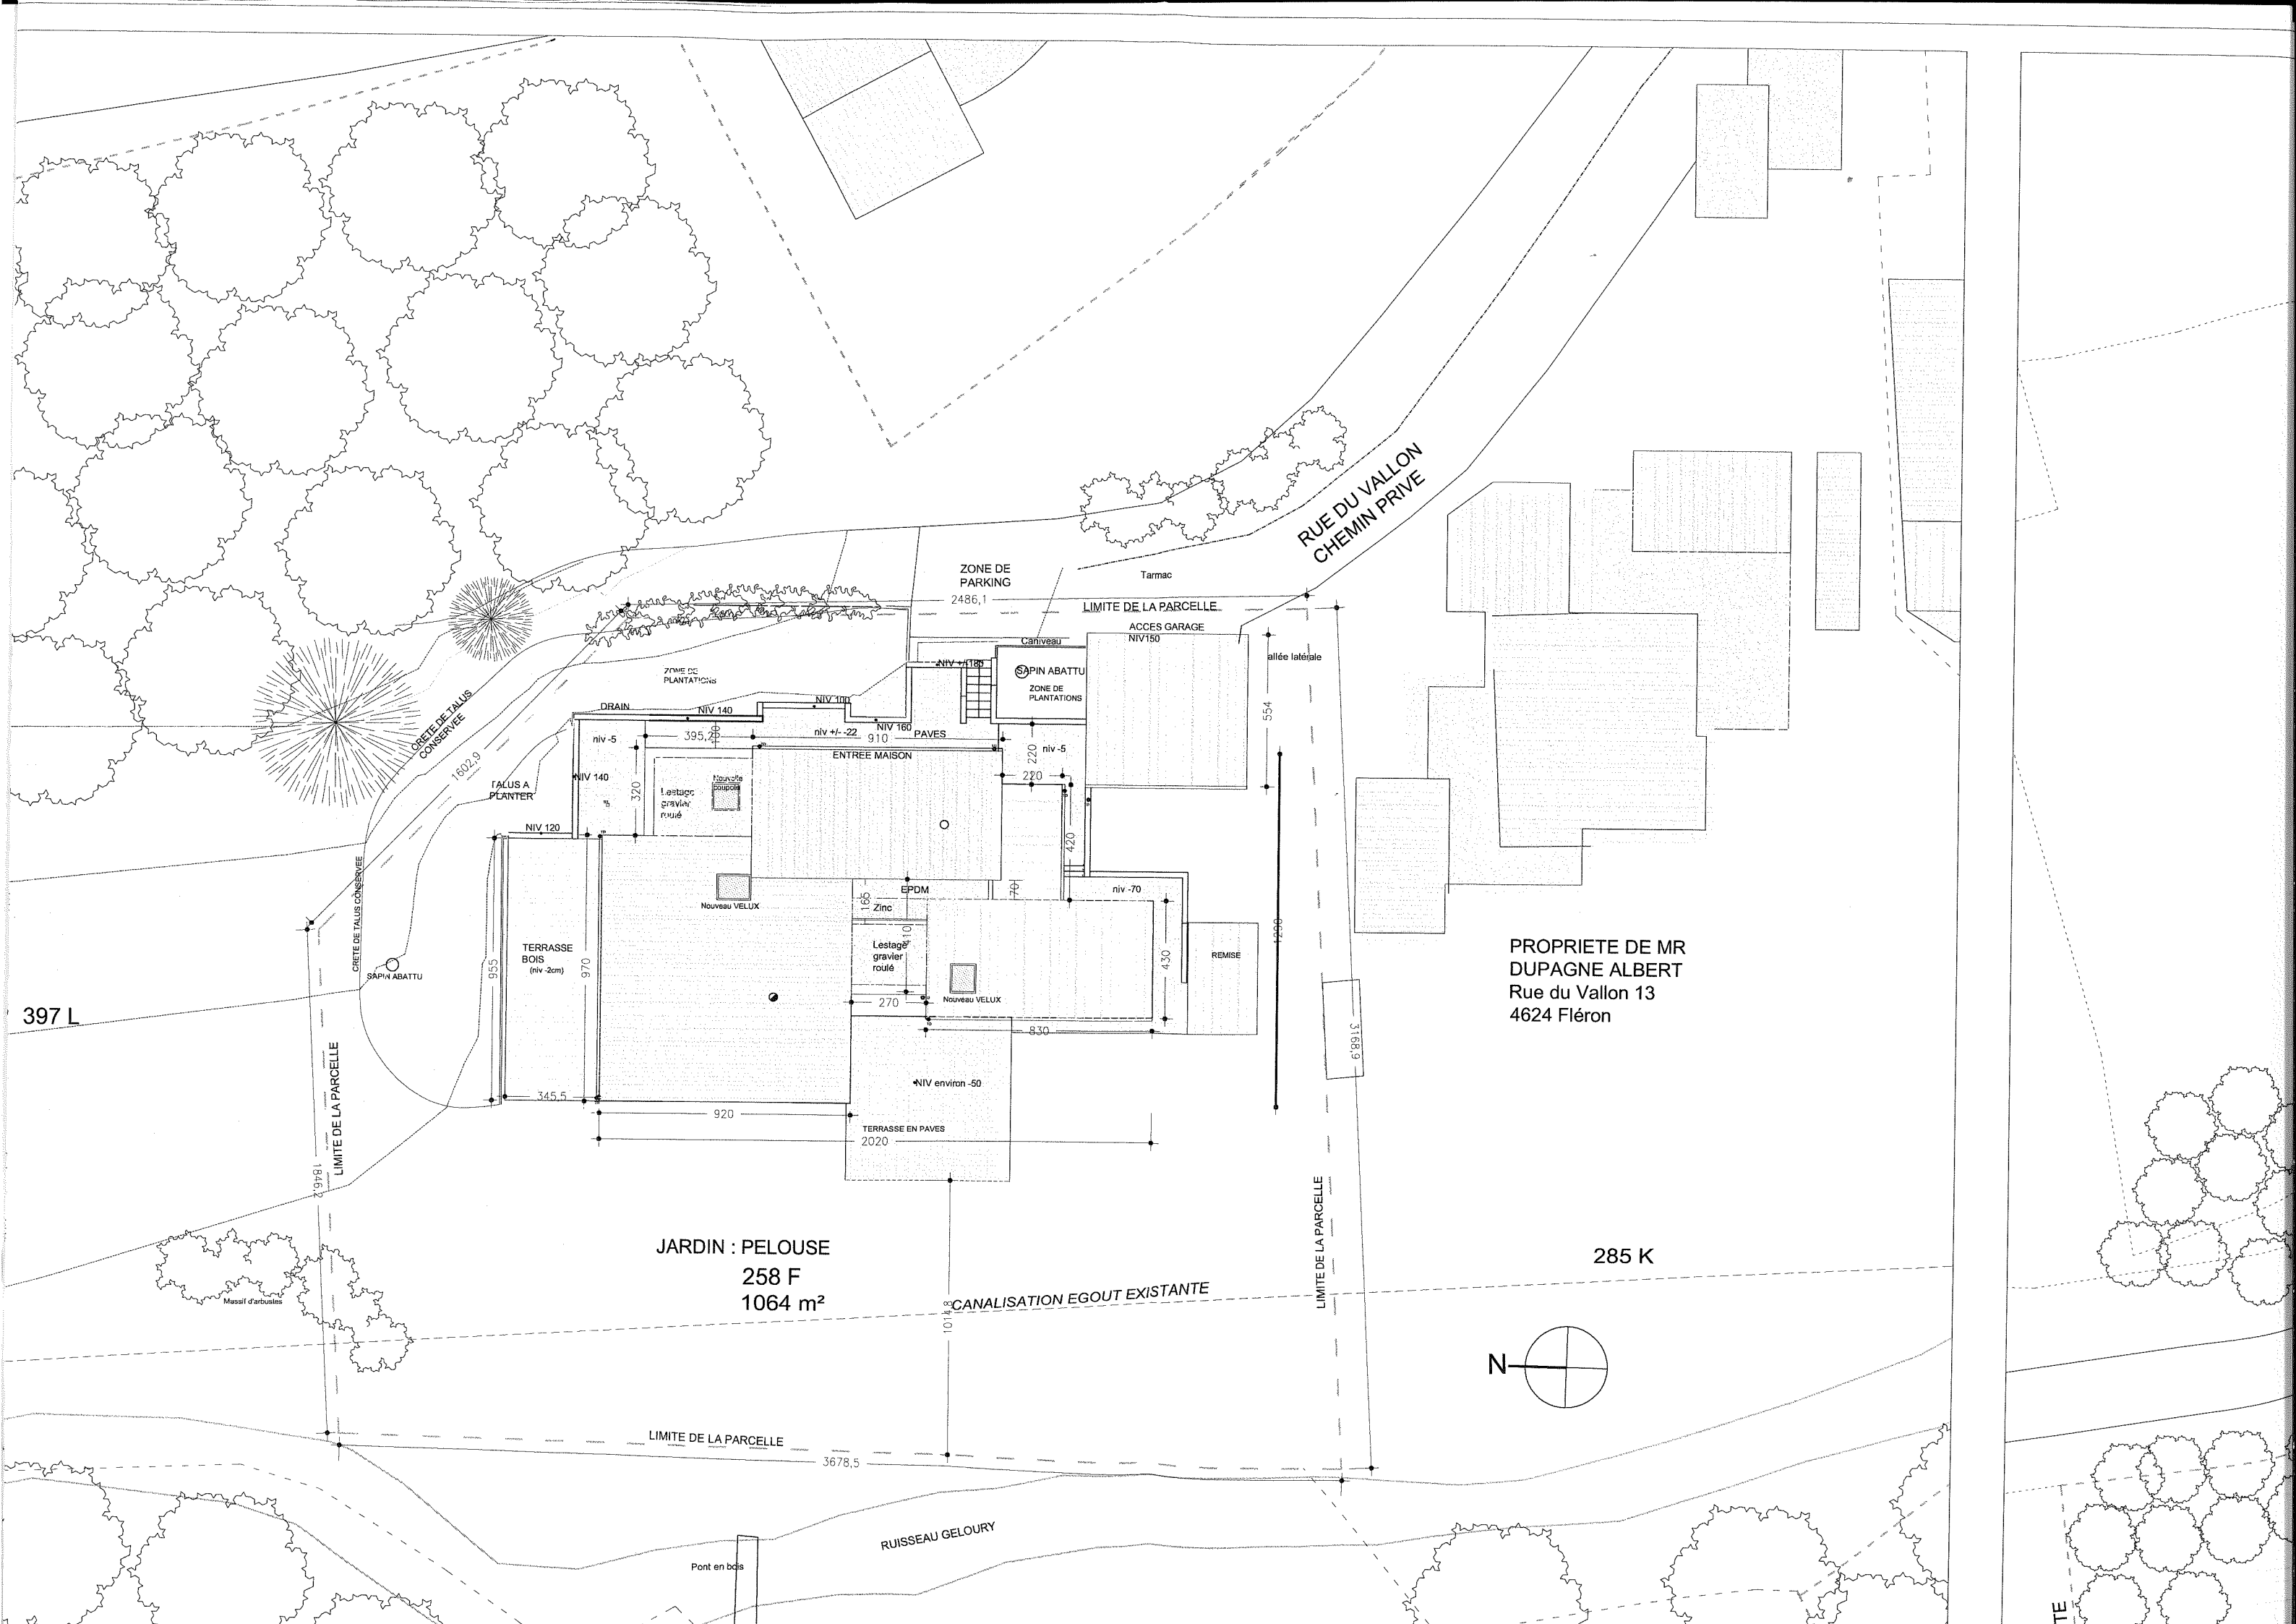 RUE DU VALLON
CHEMIN PRIVE
ZONE DE
PARKING
Tarmac
2486,1
LIMITE DE LA PARCELLE
ACCES GARAGE
NIV150
Caniveau
allée latérale
NIV +/-180
SAPIN ABATTU
ZONE DE
PLANTATIONS
ZONE DE
PLANTATIONS
CRETE DE TALUS
CONSERVEE
1602,9
DRAIN
NIV 140
NIV 100
NIV 160
PAVES
niv -5
395,2
niv +/- -22
910
ENTREE MAISON
220
niv -5
220
554
NIV 140
TALUS A
PLANTER
320
Lestage
gravier
roulé
Nouvelle
coupole
NIV 120
420
CRETE DE TALUS CONSERVEE
EPDM
70
niv -70
165
Zinc
Nouveau VELUX
TERRASSE
BOIS
(niv -2cm)
955
970
Lestage
gravier
roulé
430
REMISE
SAPIN ABATTU
270
Nouveau VELUX
830
3168,9
PROPRIETE DE MR
DUPAGNE ALBERT
Rue du Vallon 13
4624 Fléron
397 L
LIMITE DE LA PARCELLE
345,5
NIV environ -50
920
TERRASSE EN PAVES
2020
LIMITE DE LA PARCELLE
JARDIN : PELOUSE
258 F
1064 m²
285 K
Massif d'arbustes
CANALISATION EGOUT EXISTANTE
N
LIMITE DE LA PARCELLE
3678,5
RUISSEAU GELOURY
Pont en bois